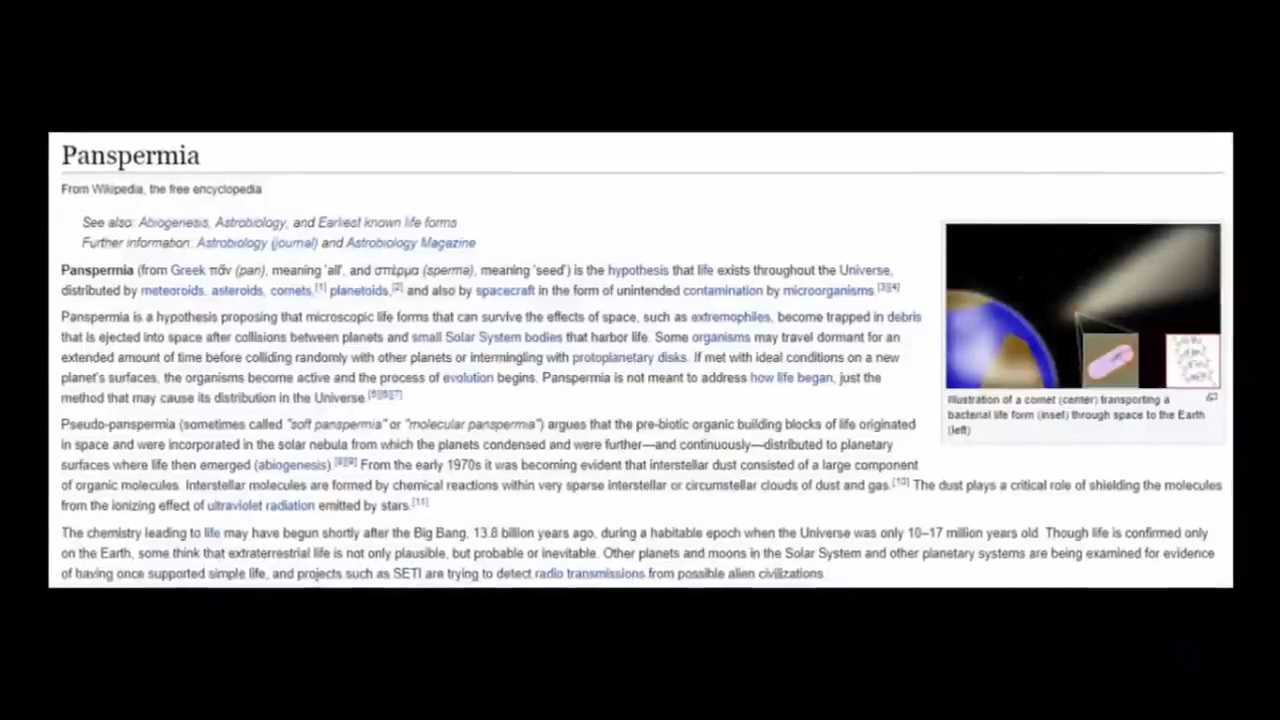 Panspermia
From Wikipedia, the free encyclopedia
See also: Abiogenesis, Astrobiology, and Earliest known life forms
Further information: Astrobiology (journal) and Astrobiology Magazine
Panspermia (from Greek πᾶν (pan), meaning 'all', and σπέρμα (sperma), meaning 'seed') is the hypothesis that life exists throughout the Universe,
distributed by meteoroids, asteroids, comets,[1] planetoids,[2] and also by spacecraft in the form of unintended contamination by microorganisms.[3][4]
Panspermia is a hypothesis proposing that microscopic life forms that can survive the effects of space, such as extremophiles, become trapped in debris
that is ejected into space after collisions between planets and small Solar System bodies that harbor life. Some organisms may travel dormant for an
extended amount of time before colliding randomly with other planets or intermingling with protoplanetary disks. If met with ideal conditions on a new
planet's surfaces, the organisms become active and the process of evolution begins. Panspermia is not meant to address how life began, just the
method that may cause its distribution in the Universe.[5][6][7]
Pseudo-panspermia (sometimes called "soft panspermia" or "molecular panspermia") argues that the pre-biotic organic building blocks of life originated
in space and were incorporated in the solar nebula from which the planets condensed and were further—and continuously—distributed to planetary
surfaces where life then emerged (abiogenesis).[8][9] From the early 1970s it was becoming evident that interstellar dust consisted of a large component
of organic molecules. Interstellar molecules are formed by chemical reactions within very sparse interstellar or circumstellar clouds of dust and gas.[10] The dust plays a critical role of shielding the molecules
from the ionizing effect of ultraviolet radiation emitted by stars.[11]
The chemistry leading to life may have begun shortly after the Big Bang, 13.8 billion years ago, during a habitable epoch when the Universe was only 10–17 million years old. Though life is confirmed only
on the Earth, some think that extraterrestrial life is not only plausible, but probable or inevitable. Other planets and moons in the Solar System and other planetary systems are being examined for evidence
of having once supported simple life, and projects such as SETI are trying to detect radio transmissions from possible alien civilizations.
Illustration of a comet (center) transporting a
bacterial life form (inset) through space to the Earth
(left)